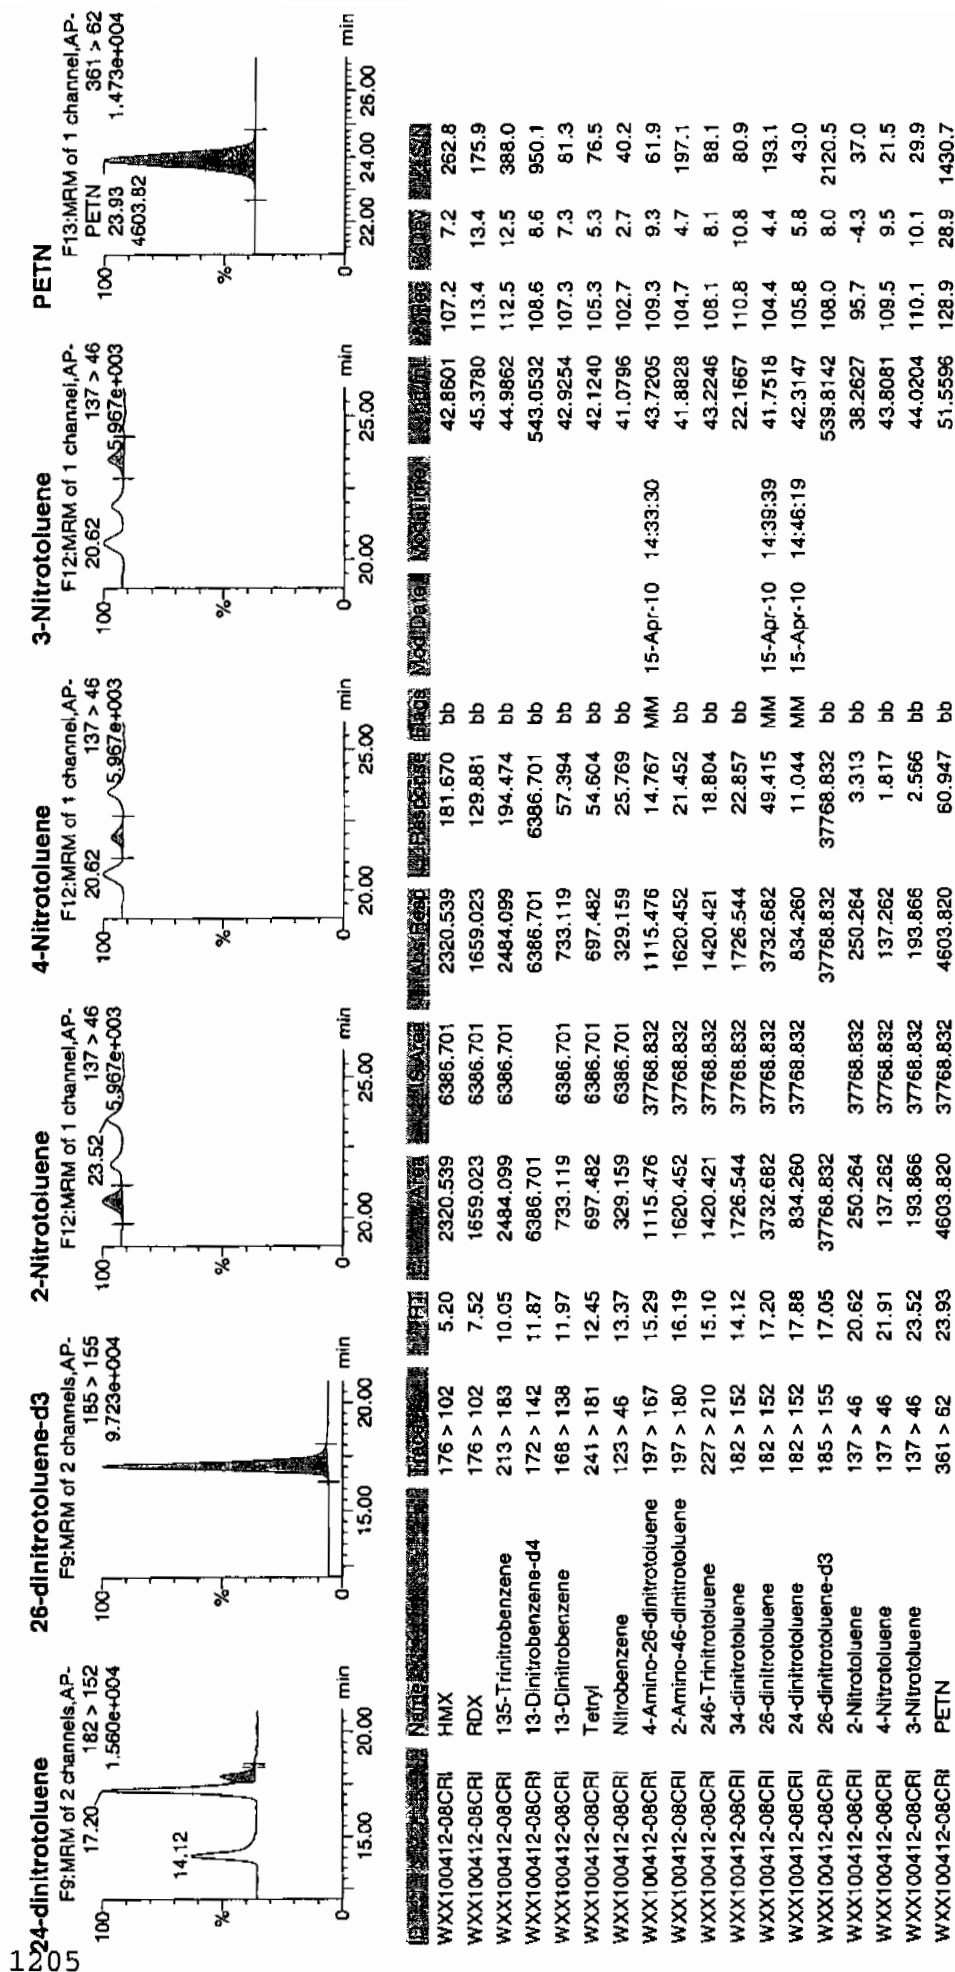 1205
24-dinitrotoluene
F9:MRM of 2 channels,AP-
182 > 152
1.560e+004
17.20
14.12
100
%
0
15.00
20.00
min
26-dinitrotoluene-d3
F9:MRM of 2 channels,AP-
185 > 155
9.723e+004
100
%
0
15.00
20.00
min
2-Nitrotoluene
F12:MRM of 1 channel,AP-
137 > 46
5.967e+003
23.52
100
%
0
20.00
25.00
min
4-Nitrotoluene
F12:MRM of 1 channel,AP-
137 > 46
5.967e+003
20.62
100
%
0
20.00
25.00
min
3-Nitrotoluene
F12:MRM of 1 channel,AP-
137 > 46
5.967e+003
20.62
100
%
0
20.00
25.00
min
PETN
F13:MRM of 1 channel,AP-
361 > 62
1.473e+004
PETN
23.93
4603.82
100
%
0
22.00
24.00
26.00
min
Name Trace RT Area IS Area Abs Resp Response Flags Mod Date Mod Time %Rec %Dev S/N
WXX100412-08CRI HMX 176 > 102 5.20 2320.539 6386.701 2320.539 181.670 bb 42.8601 107.2 7.2 262.8
WXX100412-08CRI RDX 176 > 102 7.52 1659.023 6386.701 1659.023 129.881 bb 45.3780 113.4 13.4 175.9
WXX100412-08CRI 135-Trinitrobenzene 213 > 183 10.05 2484.099 6386.701 2484.099 194.474 bb 44.9862 112.5 12.5 388.0
WXX100412-08CRI 13-Dinitrobenzene-d4 172 > 142 11.87 6386.701 6386.701 6386.701 bb 543.0532 108.6 8.6 950.1
WXX100412-08CRI 13-Dinitrobenzene 168 > 138 11.97 733.119 6386.701 733.119 57.394 bb 42.9254 107.3 7.3 81.3
WXX100412-08CRI Tetryl 241 > 181 12.45 697.482 6386.701 697.482 54.604 bb 42.1240 105.3 5.3 76.5
WXX100412-08CRI Nitrobenzene 123 > 46 13.37 329.159 6386.701 329.159 25.769 bb 41.0796 102.7 2.7 40.2
WXX100412-08CRI 4-Amino-26-dinitrotoluene 197 > 167 15.29 1115.476 37768.832 1115.476 14.767 MM 15-Apr-10 14:33:30 43.7205 109.3 9.3 61.9
WXX100412-08CRI 2-Amino-46-dinitrotoluene 197 > 180 16.19 1620.452 37768.832 1620.452 21.452 bb 41.8828 104.7 4.7 197.1
WXX100412-08CRI 246-Trinitrotoluene 227 > 210 15.10 1420.421 37768.832 1420.421 18.804 bb 43.2246 108.1 8.1 88.1
WXX100412-08CRI 34-dinitrotoluene 182 > 152 14.12 1726.544 37768.832 1726.544 22.857 bb 22.1667 110.8 10.8 80.9
WXX100412-08CRI 26-dinitrotoluene 182 > 152 17.20 3732.682 37768.832 3732.682 49.415 MM 15-Apr-10 14:39:39 41.7518 104.4 4.4 193.1
WXX100412-08CRI 24-dinitrotoluene 182 > 152 17.88 834.260 37768.832 834.260 11.044 MM 15-Apr-10 14:46:19 42.3147 105.8 5.8 43.0
WXX100412-08CRI 26-dinitrotoluene-d3 185 > 155 17.05 37768.832 37768.832 37768.832 bb 539.8142 108.0 8.0 2120.5
WXX100412-08CRI 2-Nitrotoluene 137 > 46 20.62 250.264 37768.832 250.264 3.313 bb 38.2627 95.7 -4.3 37.0
WXX100412-08CRI 4-Nitrotoluene 137 > 46 21.91 137.262 37768.832 137.262 1.817 bb 43.8081 109.5 9.5 21.5
WXX100412-08CRI 3-Nitrotoluene 137 > 46 23.52 193.866 37768.832 193.866 2.566 bb 44.0204 110.1 10.1 29.9
WXX100412-08CRI PETN 361 > 62 23.93 4603.820 37768.832 4603.820 60.947 bb 51.5596 128.9 28.9 1430.7